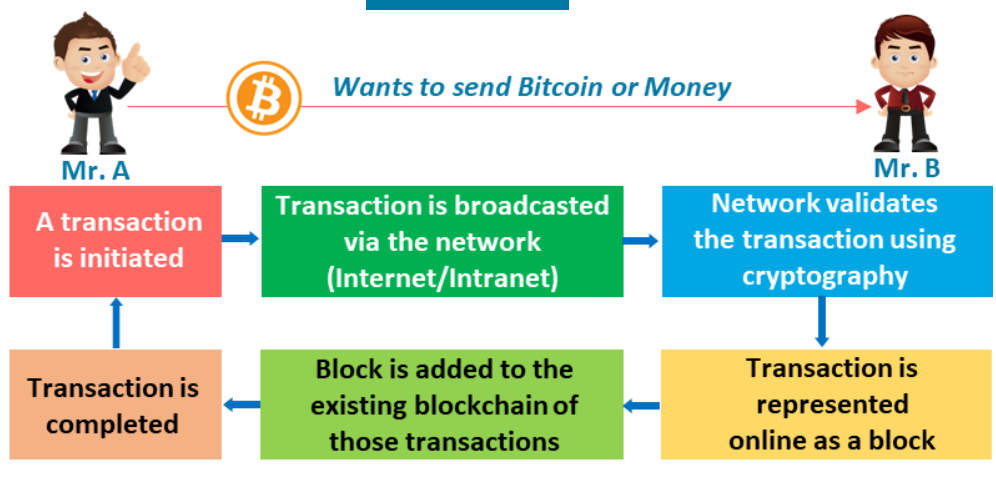 Wants to send Bitcoin or Money
Mr. A
Mr. B
A transaction
is initiated
Transaction is broadcasted
via the network
(Internet/Intranet)
Network validates
the transaction using
cryptography
Transaction is
completed
Block is added to the
existing blockchain of
those transactions
Transaction is
represented
online as a block